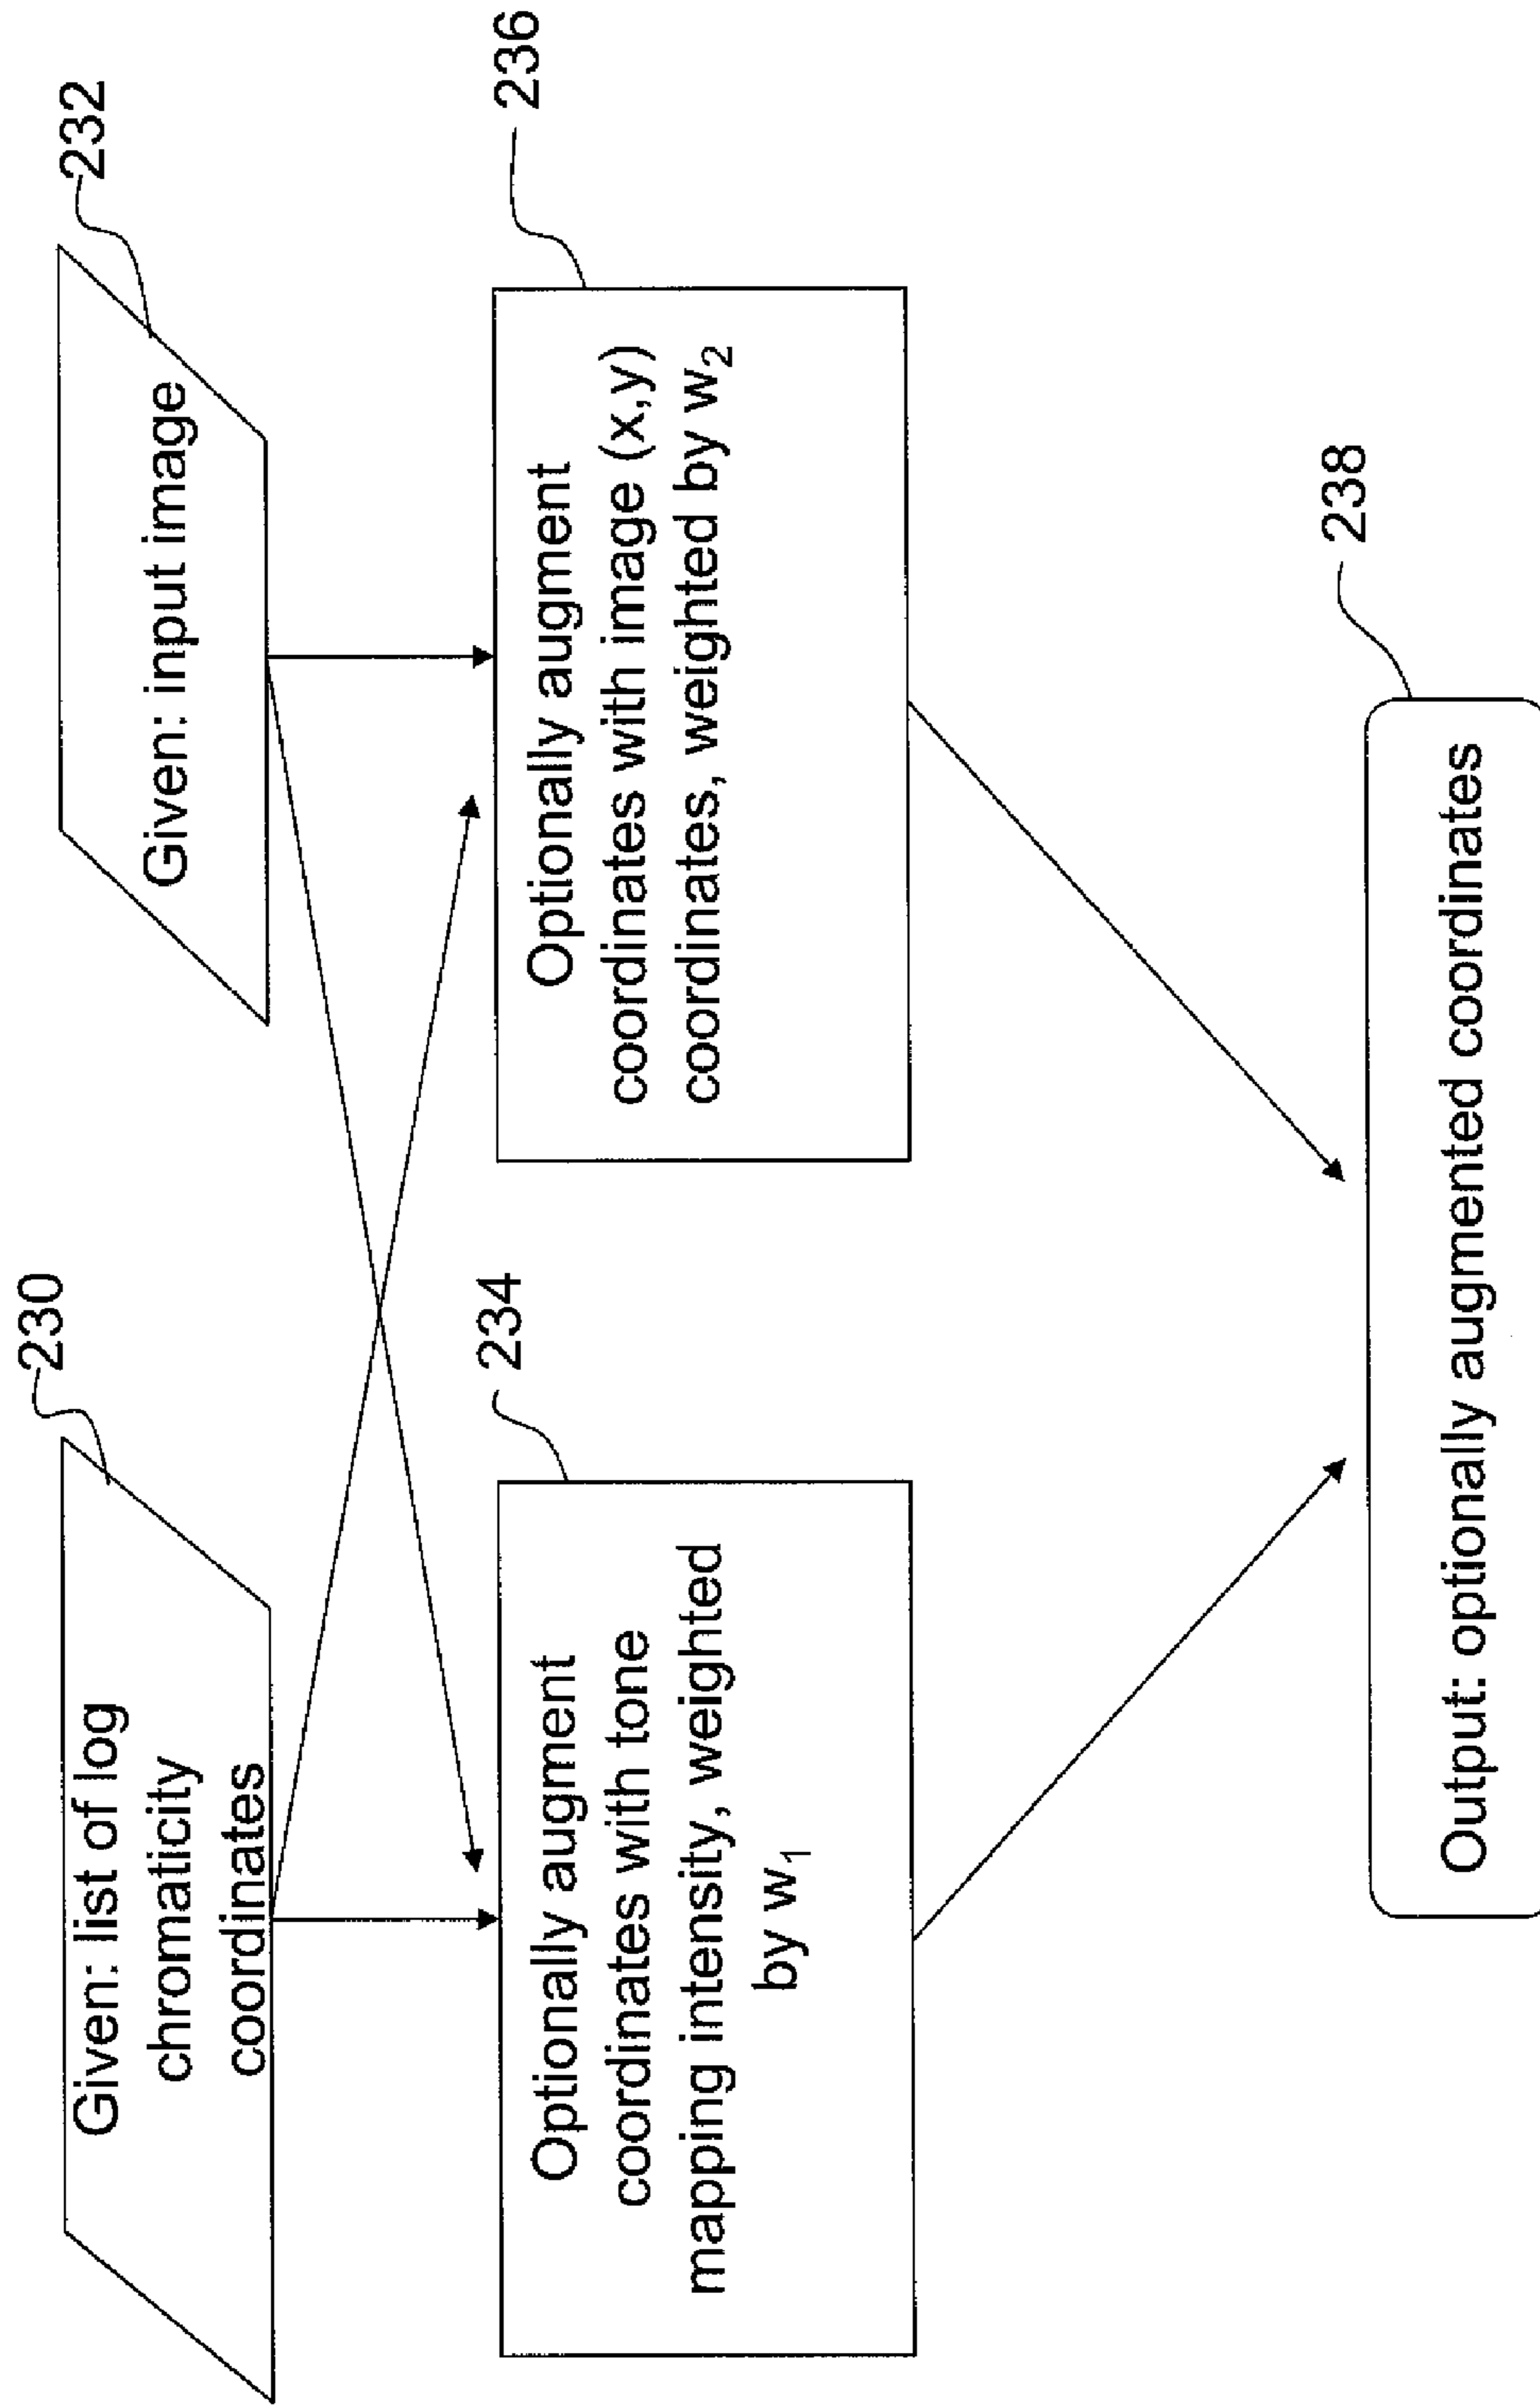 230
Given: list of log
chromaticity
coordinates
232
Given: input image
234
Optionally augment
coordinates with tone
mapping intensity, weighted
by w₁
236
Optionally augment
coordinates with image (x,y)
coordinates, weighted by w₂
238
Output: optionally augmented coordinates